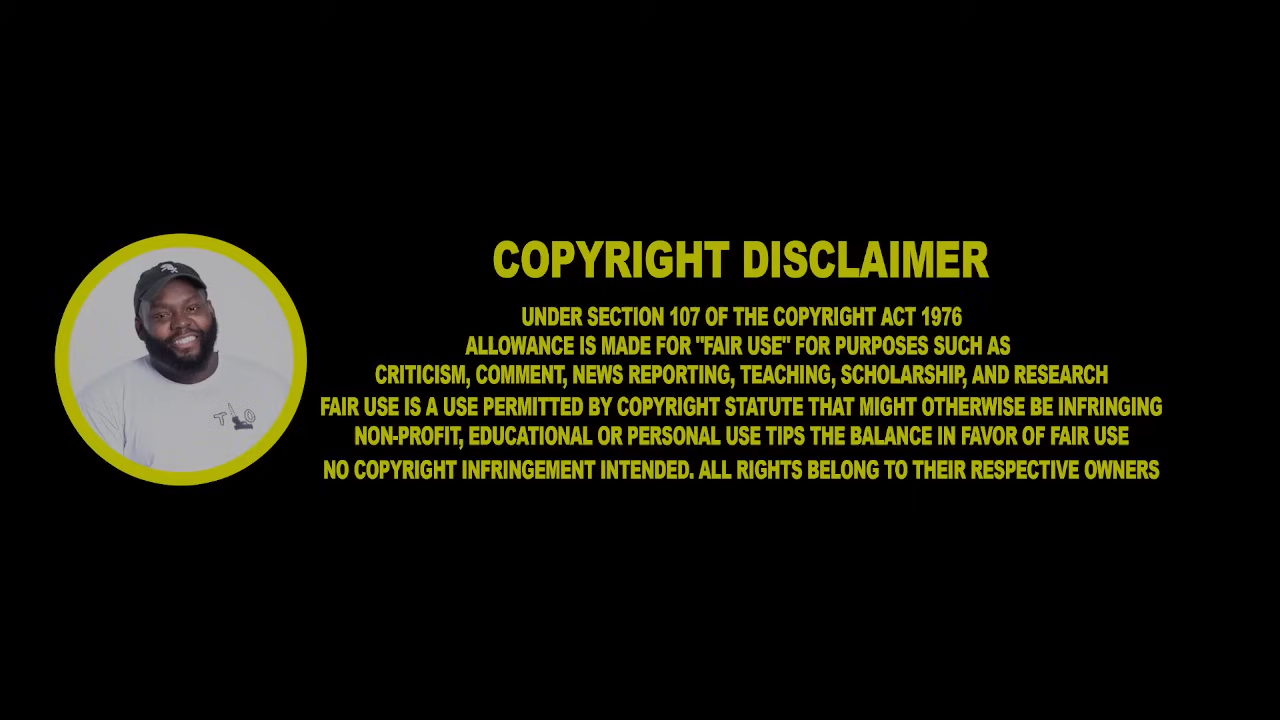 COPYRIGHT DISCLAIMER
UNDER SECTION 107 OF THE COPYRIGHT ACT 1976
ALLOWANCE IS MADE FOR "FAIR USE" FOR PURPOSES SUCH AS
CRITICISM, COMMENT, NEWS REPORTING, TEACHING, SCHOLARSHIP, AND RESEARCH
FAIR USE IS A USE PERMITTED BY COPYRIGHT STATUTE THAT MIGHT OTHERWISE BE INFRINGING
NON-PROFIT, EDUCATIONAL OR PERSONAL USE TIPS THE BALANCE IN FAVOR OF FAIR USE
NO COPYRIGHT INFRINGEMENT INTENDED. ALL RIGHTS BELONG TO THEIR RESPECTIVE OWNERS